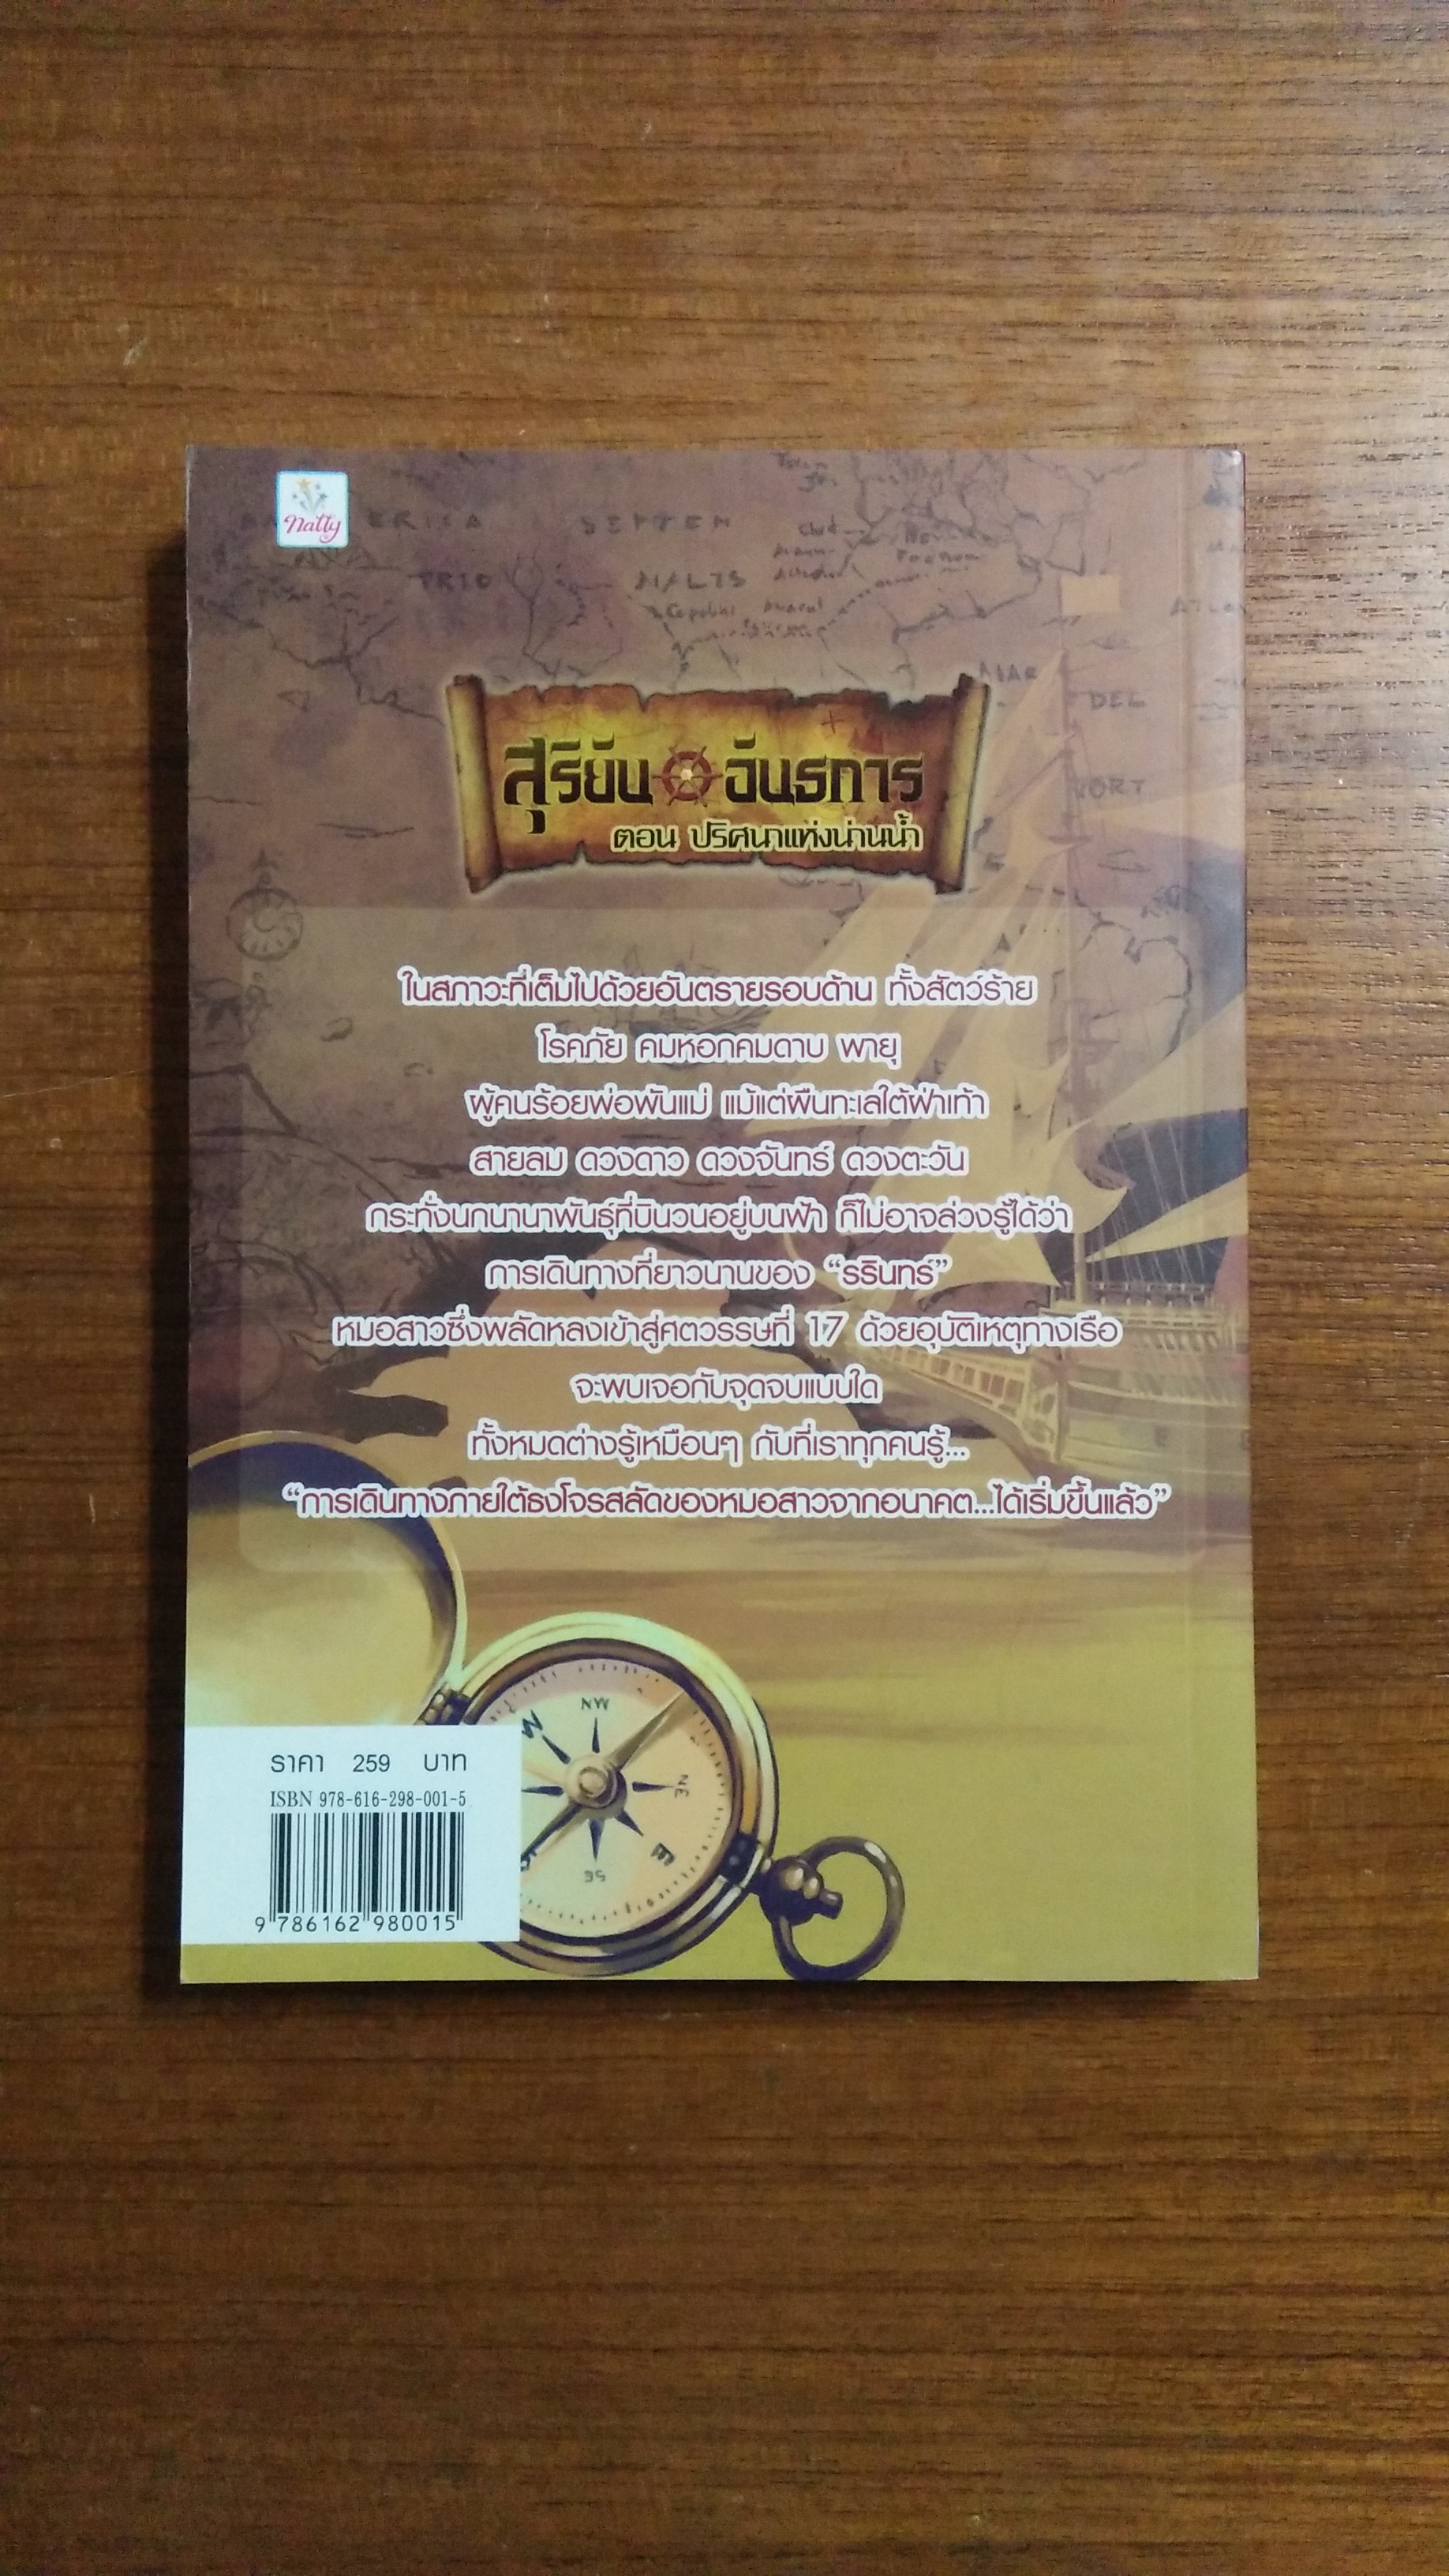 natty
ERICA SEPTEM
TRIO NALIS
DEL
สุริยัน อันธการ
ตอน ปริศนาแห่งน่านน้ำ
ในสภาวะที่เต็มไปด้วยอันตรายรอบด้าน ทั้งสัตว์ร้าย
โรคภัย คมหอกคมดาบ พายุ
ผู้คนร้อยพ่อพันแม่ แม้แต่ผืนทะเลใต้ฝ่าเท้า
สายลม ดวงดาว ดวงจันทร์ ดวงตะวัน
กระทั่งนกนานาพันธุ์ที่บินวนอยู่บนฟ้า ก็ไม่อาจล่วงรู้ได้ว่า
การเดินทางที่ยาวนานของ “รรินทร์”
หมอสาวซึ่งพลัดหลงเข้าสู่ศตวรรษที่ 17 ด้วยอุบัติเหตุทางเรือ
จะพบเจอกับจุดจบแบบใด
ทั้งหมดต่างรู้เหมือนๆ กับที่เราทุกคนรู้...
“การเดินทางภายใต้ธงโจรสลัดของหมอสาวจากอนาคต...ได้เริ่มขึ้นแล้ว”
NW
W
NE
E
SE
ราคา 259 บาท
ISBN 978-616-298-001-5
9 786162 980015